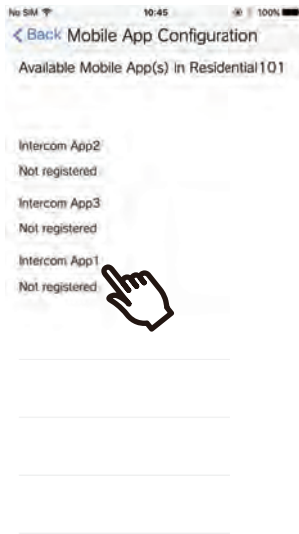 No SIM 10:45 100%
Back Mobile App Configuration
Available Mobile App(s) in Residential101
Intercom App2
Not registered
Intercom App3
Not registered
Intercom App1
Not registered